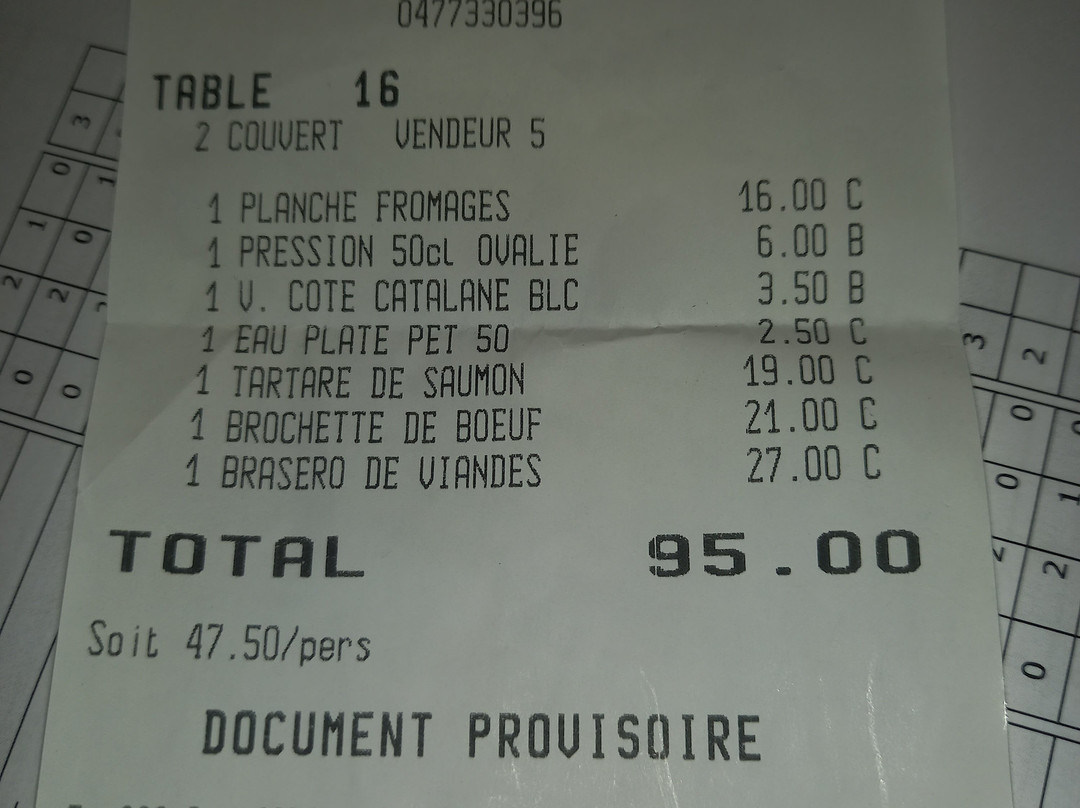 0477330396
TABLE 16
2 COUVERT VENDEUR 5
1 PLANCHE FROMAGES 16.00 C
1 PRESSION 50cl OVALIE 6.00 B
1 V. COTE CATALANE BLC 3.50 B
1 EAU PLATE PET 50 2.50 C
1 TARTARE DE SAUMON 19.00 C
1 BROCHETTE DE BOEUF 21.00 C
1 BRASERO DE VIANDES 27.00 C
TOTAL 95.00
Soit 47.50/pers
DOCUMENT PROVISOIRE